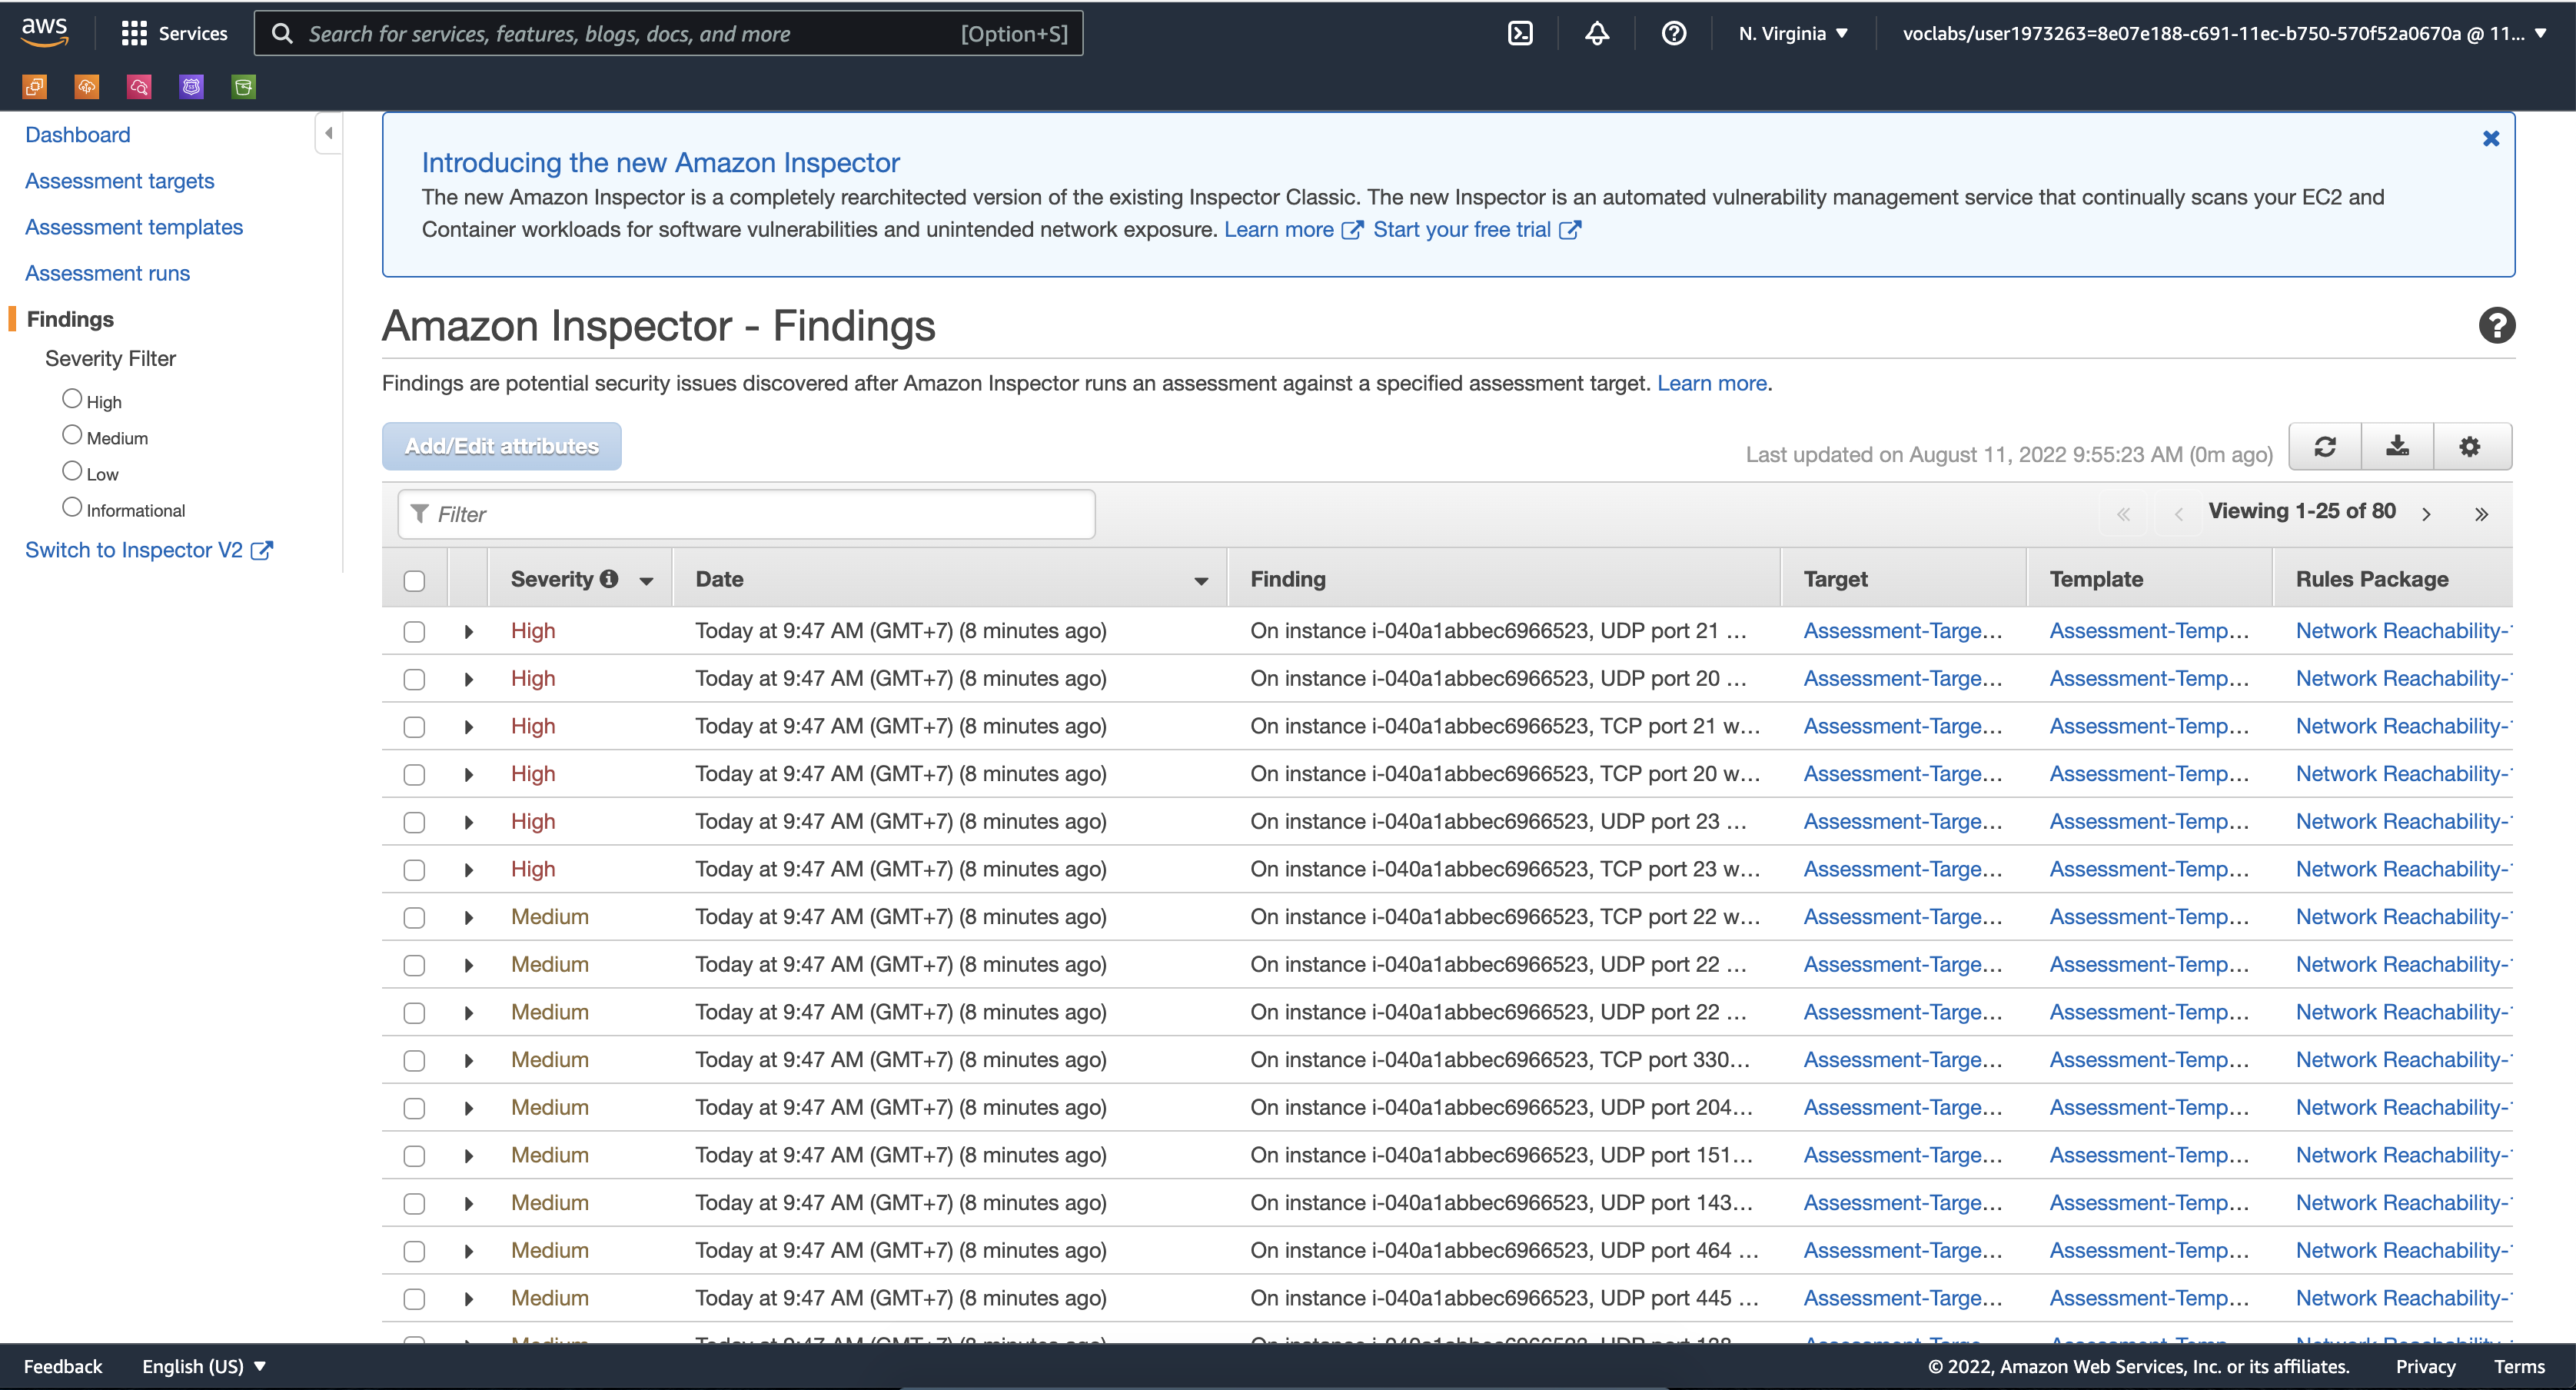 aws
Services
Search for services, features, blogs, docs, and more [Option+S]
N. Virginia
voclabs/user1973263=8e07e188-c691-11ec-b750-570f52a0670a @ 11...
Dashboard
Assessment targets
Assessment templates
Assessment runs
Findings
Severity Filter
High
Medium
Low
Informational
Switch to Inspector V2
Introducing the new Amazon Inspector
The new Amazon Inspector is a completely rearchitected version of the existing Inspector Classic. The new Inspector is an automated vulnerability management service that continually scans your EC2 and
Container workloads for software vulnerabilities and unintended network exposure. Learn more Start your free trial
Amazon Inspector - Findings
Findings are potential security issues discovered after Amazon Inspector runs an assessment against a specified assessment target. Learn more.
Add/Edit attributes
Last updated on August 11, 2022 9:55:23 AM (0m ago)
Filter
Viewing 1-25 of 80
Severity Date Finding Target Template Rules Package
High Today at 9:47 AM (GMT+7) (8 minutes ago) On instance i-040a1abbec6966523, UDP port 21 ... Assessment-Targe... Assessment-Temp... Network Reachability-
High Today at 9:47 AM (GMT+7) (8 minutes ago) On instance i-040a1abbec6966523, UDP port 20 ... Assessment-Targe... Assessment-Temp... Network Reachability-
High Today at 9:47 AM (GMT+7) (8 minutes ago) On instance i-040a1abbec6966523, TCP port 21 w... Assessment-Targe... Assessment-Temp... Network Reachability-
High Today at 9:47 AM (GMT+7) (8 minutes ago) On instance i-040a1abbec6966523, TCP port 20 w... Assessment-Targe... Assessment-Temp... Network Reachability-
High Today at 9:47 AM (GMT+7) (8 minutes ago) On instance i-040a1abbec6966523, UDP port 23 ... Assessment-Targe... Assessment-Temp... Network Reachability-
High Today at 9:47 AM (GMT+7) (8 minutes ago) On instance i-040a1abbec6966523, TCP port 23 w... Assessment-Targe... Assessment-Temp... Network Reachability-
Medium Today at 9:47 AM (GMT+7) (8 minutes ago) On instance i-040a1abbec6966523, TCP port 22 w... Assessment-Targe... Assessment-Temp... Network Reachability-
Medium Today at 9:47 AM (GMT+7) (8 minutes ago) On instance i-040a1abbec6966523, UDP port 22 ... Assessment-Targe... Assessment-Temp... Network Reachability-
Medium Today at 9:47 AM (GMT+7) (8 minutes ago) On instance i-040a1abbec6966523, UDP port 22 ... Assessment-Targe... Assessment-Temp... Network Reachability-
Medium Today at 9:47 AM (GMT+7) (8 minutes ago) On instance i-040a1abbec6966523, TCP port 330... Assessment-Targe... Assessment-Temp... Network Reachability-
Medium Today at 9:47 AM (GMT+7) (8 minutes ago) On instance i-040a1abbec6966523, UDP port 204... Assessment-Targe... Assessment-Temp... Network Reachability-
Medium Today at 9:47 AM (GMT+7) (8 minutes ago) On instance i-040a1abbec6966523, UDP port 151... Assessment-Targe... Assessment-Temp... Network Reachability-
Medium Today at 9:47 AM (GMT+7) (8 minutes ago) On instance i-040a1abbec6966523, UDP port 143... Assessment-Targe... Assessment-Temp... Network Reachability-
Medium Today at 9:47 AM (GMT+7) (8 minutes ago) On instance i-040a1abbec6966523, UDP port 464 ... Assessment-Targe... Assessment-Temp... Network Reachability-
Medium Today at 9:47 AM (GMT+7) (8 minutes ago) On instance i-040a1abbec6966523, UDP port 445 ... Assessment-Targe... Assessment-Temp... Network Reachability-
Feedback English (US) © 2022, Amazon Web Services, Inc. or its affiliates. Privacy Terms